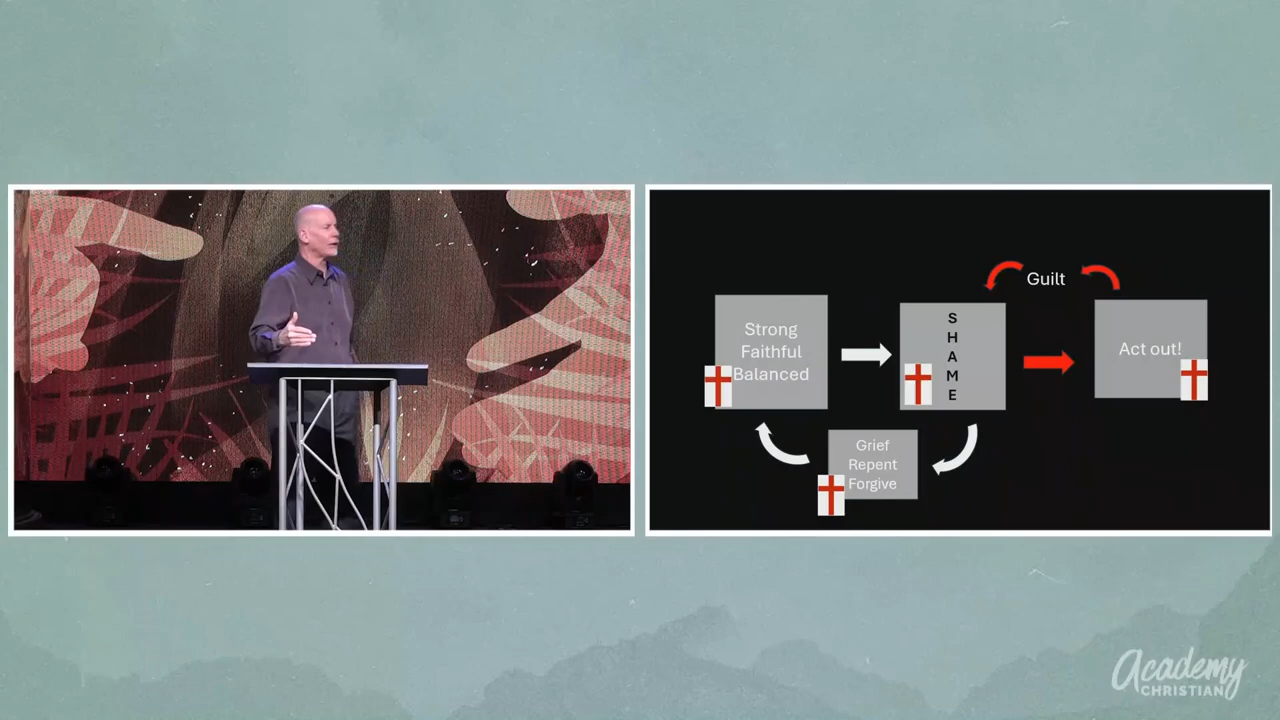 Guilt
Strong
Faithful
Balanced
S
H
A
M
E
Act out!
Grief
Repent
Forgive
Academy
CHRISTIAN